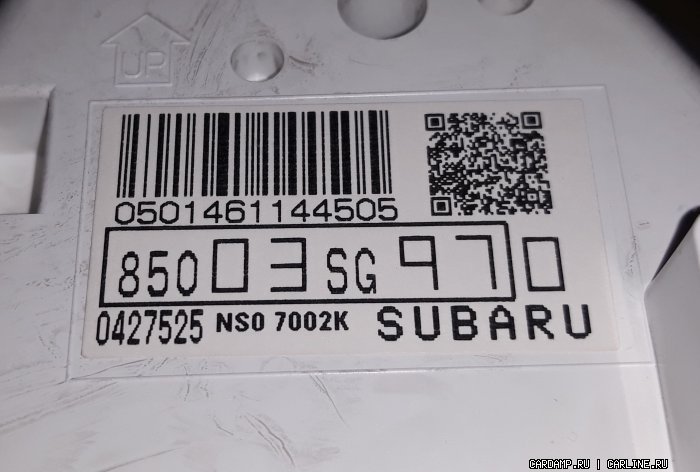 UP
0501461144505
85003SG970
0427525 NS0 7002K SUBARU
CARDAMP.RU | CARLINE.RU